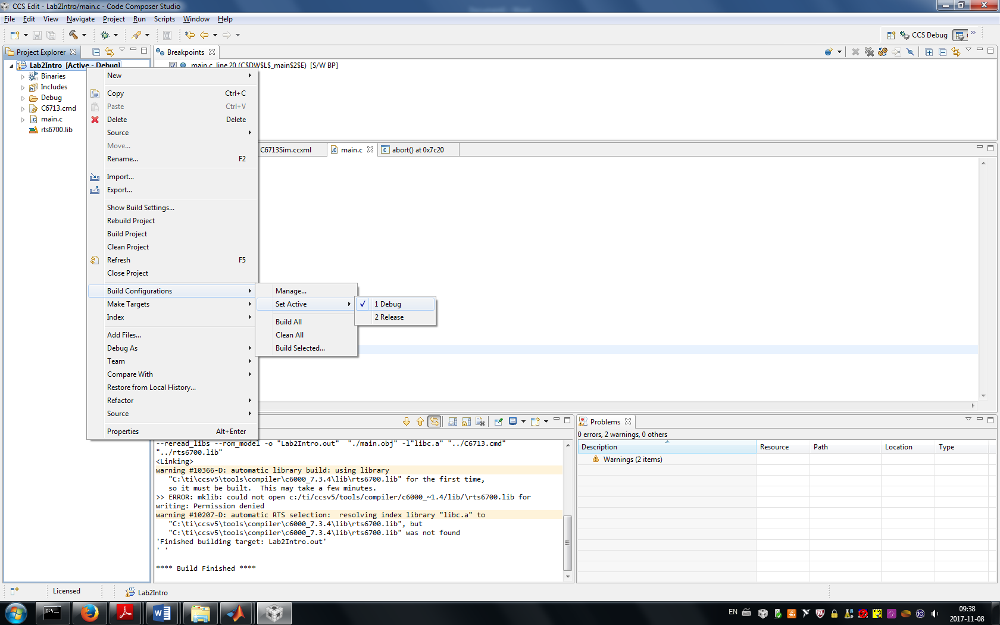 CCS Edit - Lab2Intro/main.c - Code Composer Studio
File Edit View Navigate Project Run Scripts Window Help
CCS Debug
Project Explorer
Lab2Intro [Active - Debug]
Binaries
Includes
Debug
C6713.cmd
main.c
rts6700.lib
Breakpoints
main.c, line 20 (C$DW$L$_main$2$E) [S/W BP]
New
Copy Ctrl+C
Paste Ctrl+V
Delete Delete
Source
Move...
Rename... F2
Import...
Export...
Show Build Settings...
Rebuild Project
Build Project
Clean Project
Refresh F5
Close Project
Build Configurations
Make Targets
Index
Add Files...
Debug As
Team
Compare With
Restore from Local History...
Refactor
Source
Properties Alt+Enter
Manage...
Set Active
Build All
Clean All
Build Selected...
1 Debug
2 Release
C6713Sim.ccxml main.c abort() at 0x7c20
--reread_libs --rom_model -o "Lab2Intro.out" "./main.obj" -l"libc.a" "../C6713.cmd"
"../rts6700.lib"
<Linking>
warning #10366-D: automatic library build: using library
"C:\ti\ccsv5\tools\compiler\c6000_7.3.4\lib\rts6700.lib" for the first time,
so it must be built. This may take a few minutes.
>> ERROR: mklib: could not open c:/ti/ccsv5/tools/compiler/c6000_~1.4/lib/\rts6700.lib for
writing: Permission denied
warning #10207-D: automatic RTS selection: resolving index library "libc.a" to
"C:\ti\ccsv5\tools\compiler\c6000_7.3.4\lib\rts6700.lib", but
"C:\ti\ccsv5\tools\compiler\c6000_7.3.4\lib\rts6700.lib" was not found
'Finished building target: Lab2Intro.out'
' '
**** Build Finished ****
Problems
0 errors, 2 warnings, 0 others
Description Resource Path Location Type
Warnings (2 items)
Licensed
Lab2Intro
EN
09:38
2017-11-08